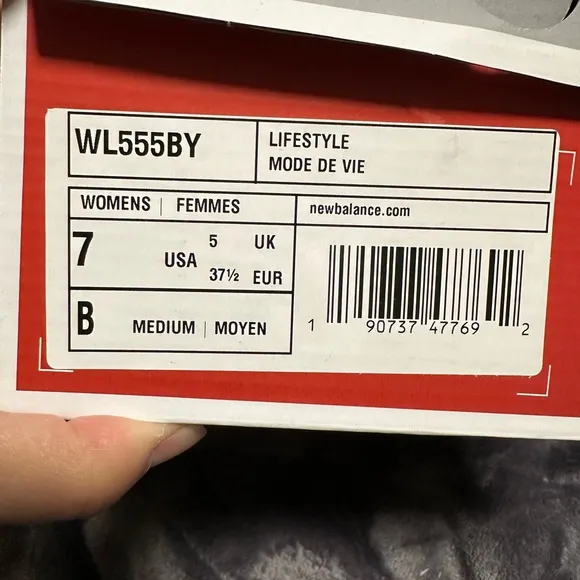 WL555BY
LIFESTYLE
MODE DE VIE
WOMENS | FEMMES
newbalance.com
7 USA
5 UK
37½ EUR
B MEDIUM | MOYEN
1 90737 47769 2